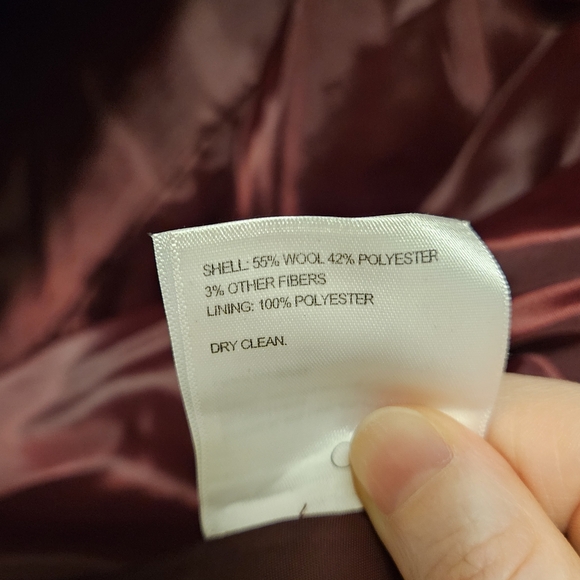 SHELL: 55% WOOL 42% POLYESTER
3% OTHER FIBERS
LINING: 100% POLYESTER
DRY CLEAN.